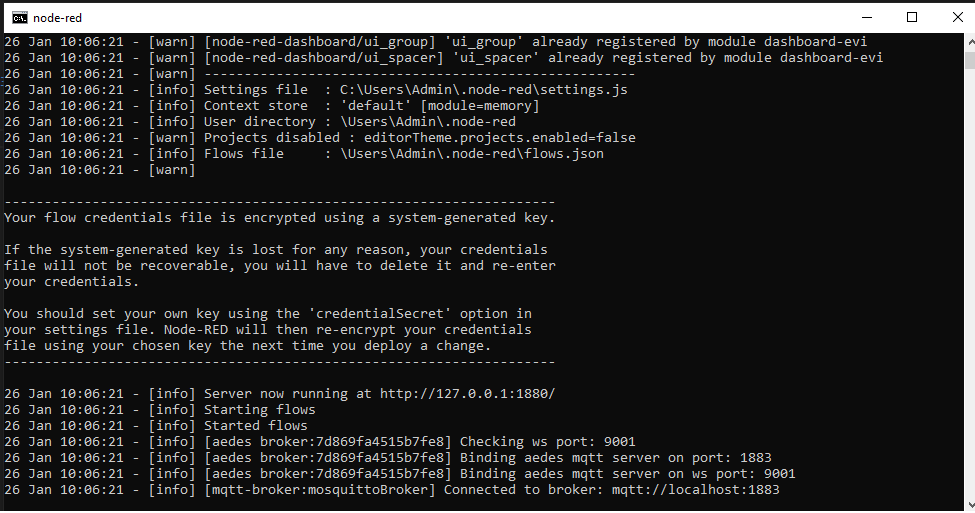 node-red
26 Jan 10:06:21 - [warn] [node-red-dashboard/ui_group] 'ui_group' already registered by module dashboard-evi
26 Jan 10:06:21 - [warn] [node-red-dashboard/ui_spacer] 'ui_spacer' already registered by module dashboard-evi
26 Jan 10:06:21 - [warn] ------------------------------------------------------
26 Jan 10:06:21 - [info] Settings file  : C:\Users\Admin\.node-red\settings.js
26 Jan 10:06:21 - [info] Context store  : 'default' [module=memory]
26 Jan 10:06:21 - [info] User directory : \Users\Admin\.node-red
26 Jan 10:06:21 - [warn] Projects disabled : editorTheme.projects.enabled=false
26 Jan 10:06:21 - [info] Flows file     : \Users\Admin\.node-red\flows.json
26 Jan 10:06:21 - [warn]
---------------------------------------------------------------------
Your flow credentials file is encrypted using a system-generated key.
If the system-generated key is lost for any reason, your credentials
file will not be recoverable, you will have to delete it and re-enter
your credentials.
You should set your own key using the 'credentialSecret' option in
your settings file. Node-RED will then re-encrypt your credentials
file using your chosen key the next time you deploy a change.
---------------------------------------------------------------------
26 Jan 10:06:21 - [info] Server now running at http://127.0.0.1:1880/
26 Jan 10:06:21 - [info] Starting flows
26 Jan 10:06:21 - [info] Started flows
26 Jan 10:06:21 - [info] [aedes broker:7d869fa4515b7fe8] Checking ws port: 9001
26 Jan 10:06:21 - [info] [aedes broker:7d869fa4515b7fe8] Binding aedes mqtt server on port: 1883
26 Jan 10:06:21 - [info] [aedes broker:7d869fa4515b7fe8] Binding aedes mqtt server on ws port: 9001
26 Jan 10:06:21 - [info] [mqtt-broker:mosquittoBroker] Connected to broker: mqtt://localhost:1883